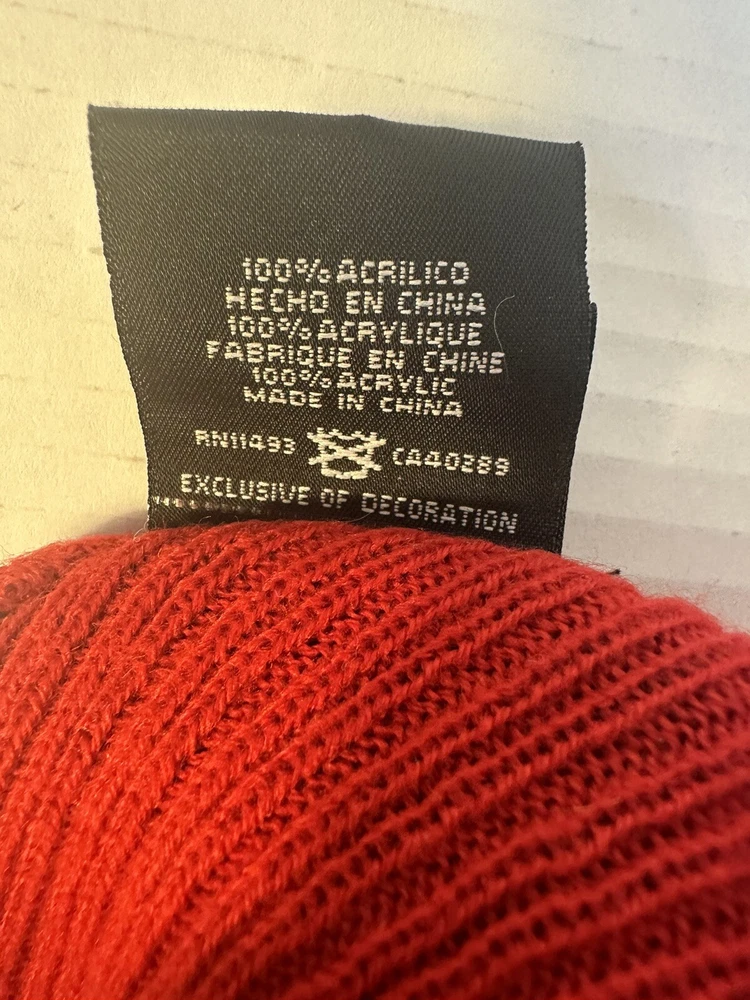 100% ACRILICO
HECHO EN CHINA
100% ACRYLIQUE
FABRIQUE EN CHINE
100% ACRYLIC
MADE IN CHINA
RN11493 CA40289
EXCLUSIVE OF DECORATION